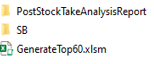 PostStockTakeAnalysisReport
SB
GenerateTop60.xlsm